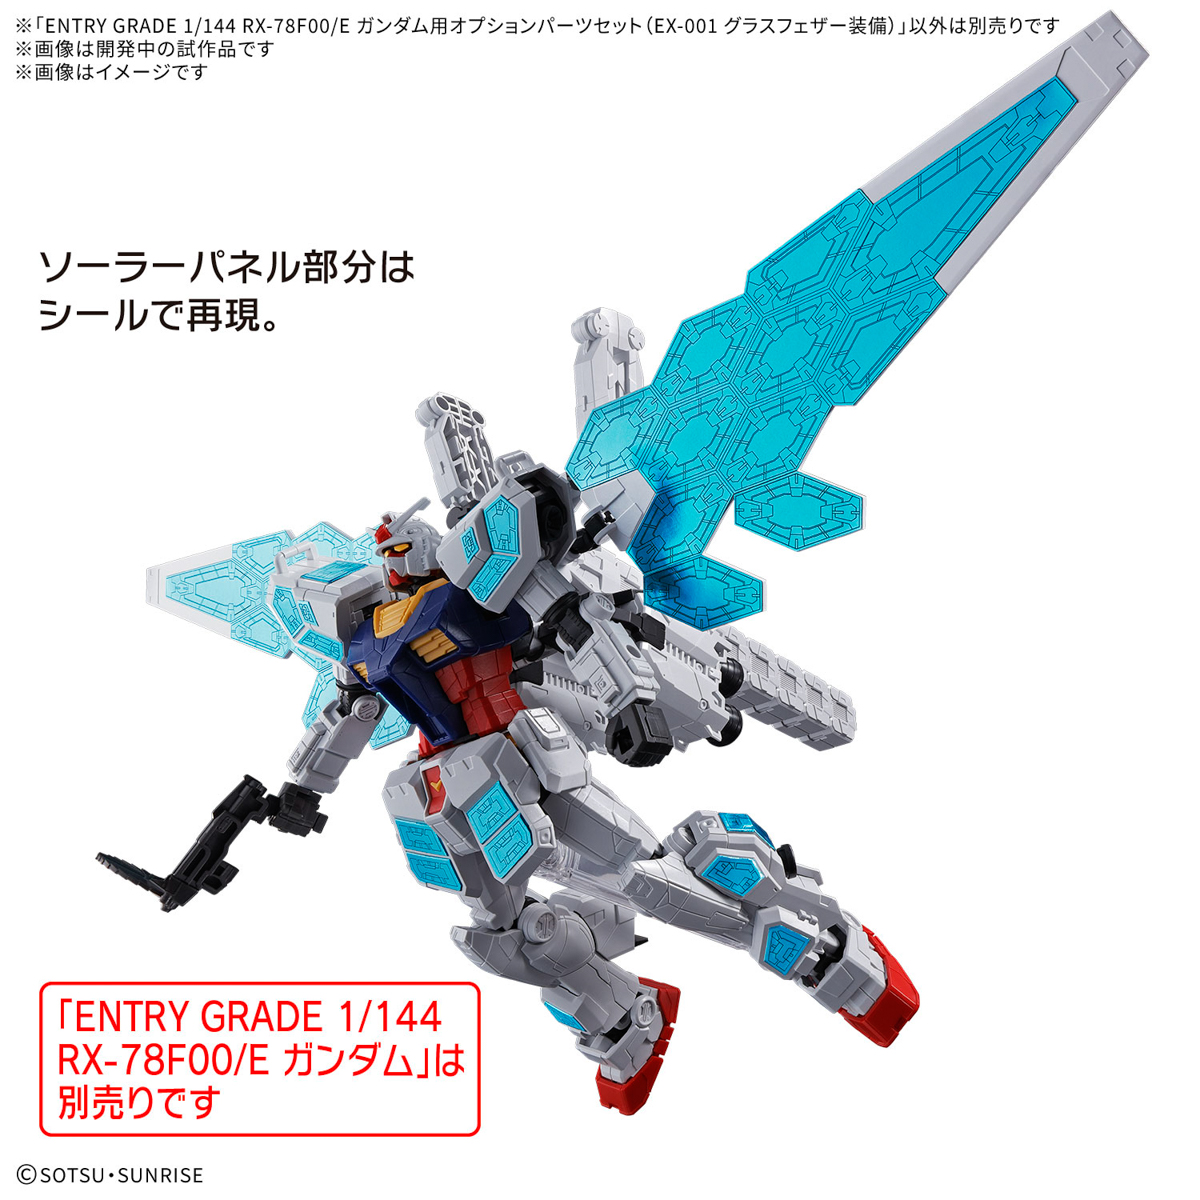 ※「ENTRY GRADE 1/144 RX-78F00/E ガンダム用オプションパーツセット（EX-001 グラスフェザー装備）」以外は別売りです
※画像は開発中の試作品です
※画像はイメージです
ソーラーパネル部分は
シールで再現。
「ENTRY GRADE 1/144
RX-78F00/E ガンダム」は
別売りです
©SOTSU・SUNRISE